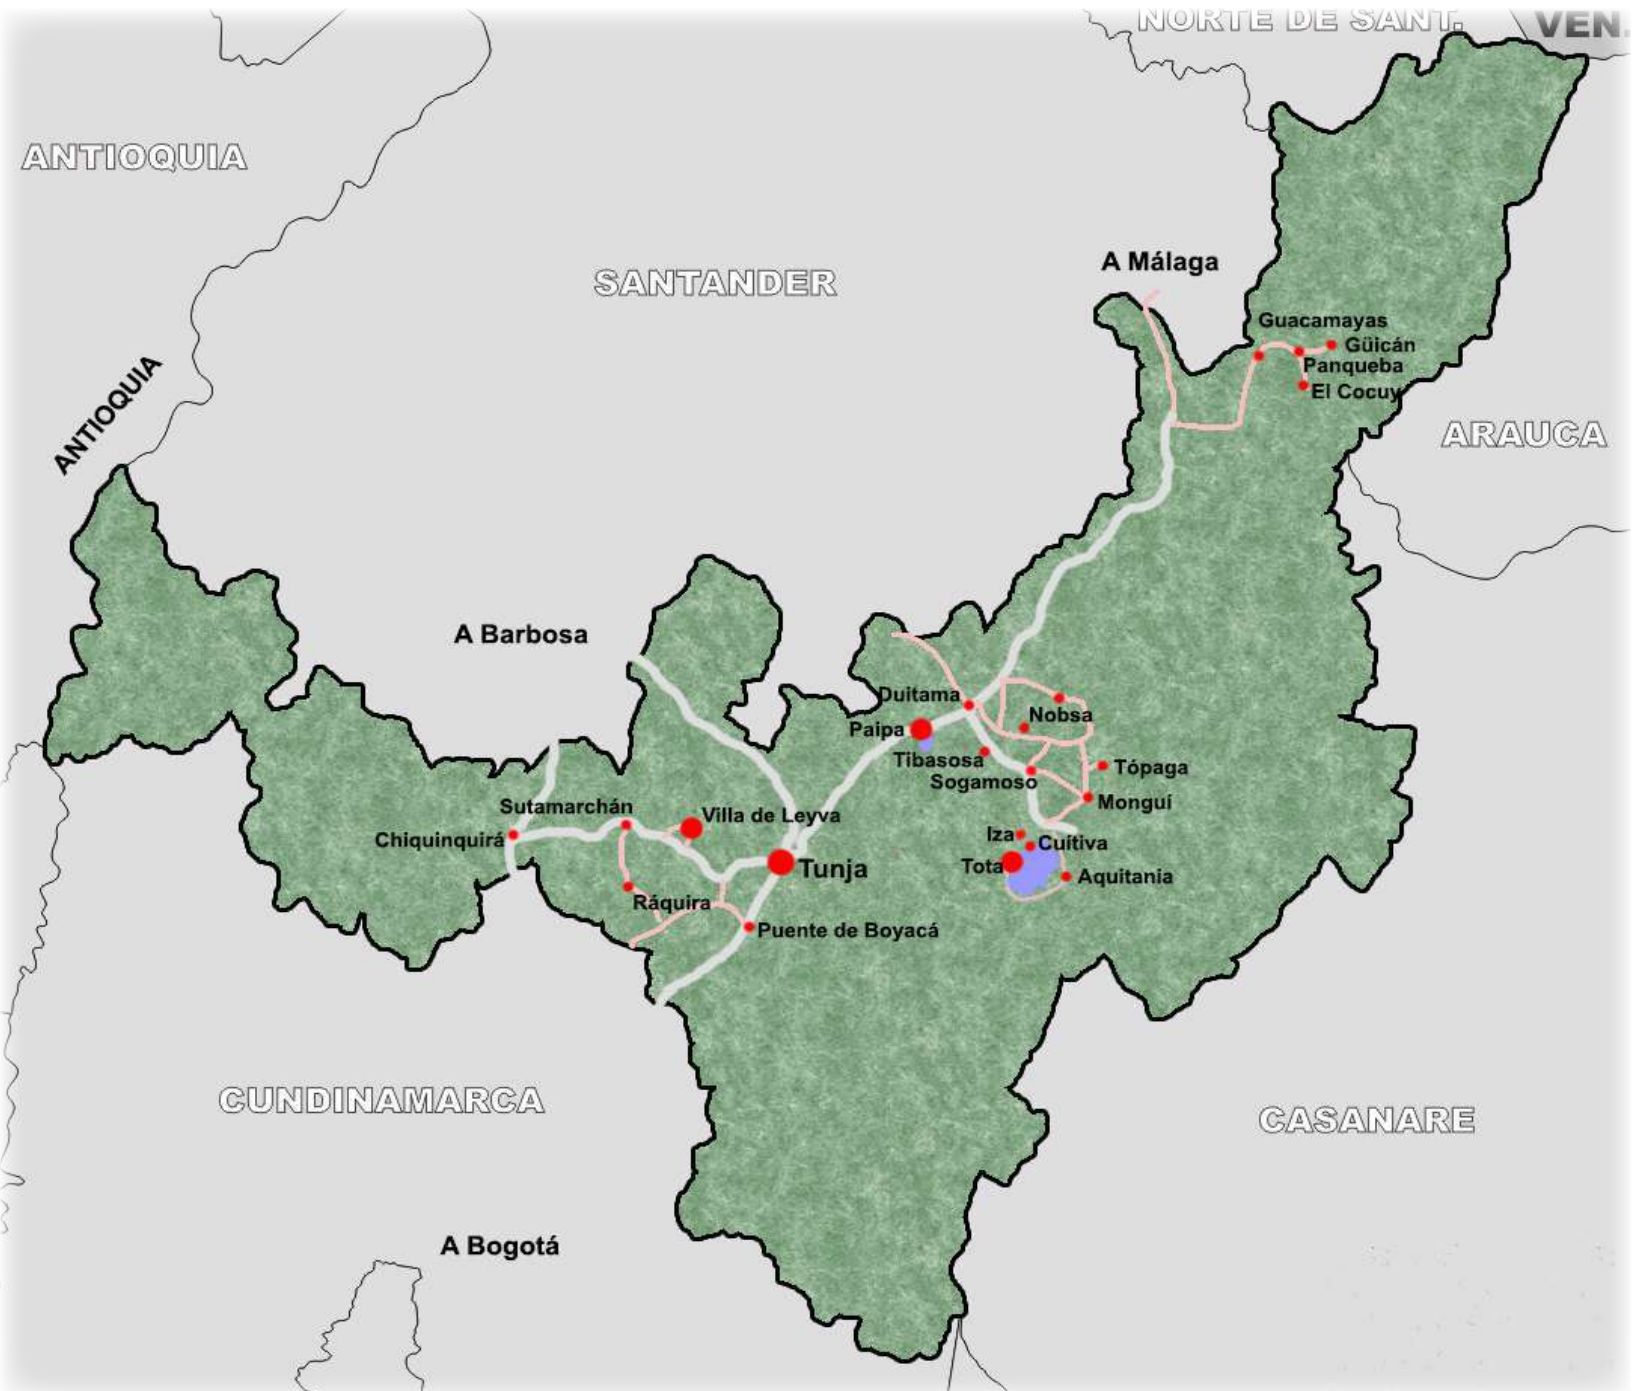 NORTE DE SANT.
VEN.
ANTIOQUIA
SANTANDER
A Málaga
Guacamayas
Güicán
Panqueba
El Cocuy
ANTIOQUIA
ARAUCA
A Barbosa
Duitama
Nobsa
Paipa
Tibasosa
Sogamoso
Tópaga
Monguí
Sutamarchán
Villa de Leyva
Chiquinquirá
Iza
Cuítiva
Tota
Tunja
Aquitania
Ráquira
Puente de Boyacá
CUNDINAMARCA
CASANARE
A Bogotá